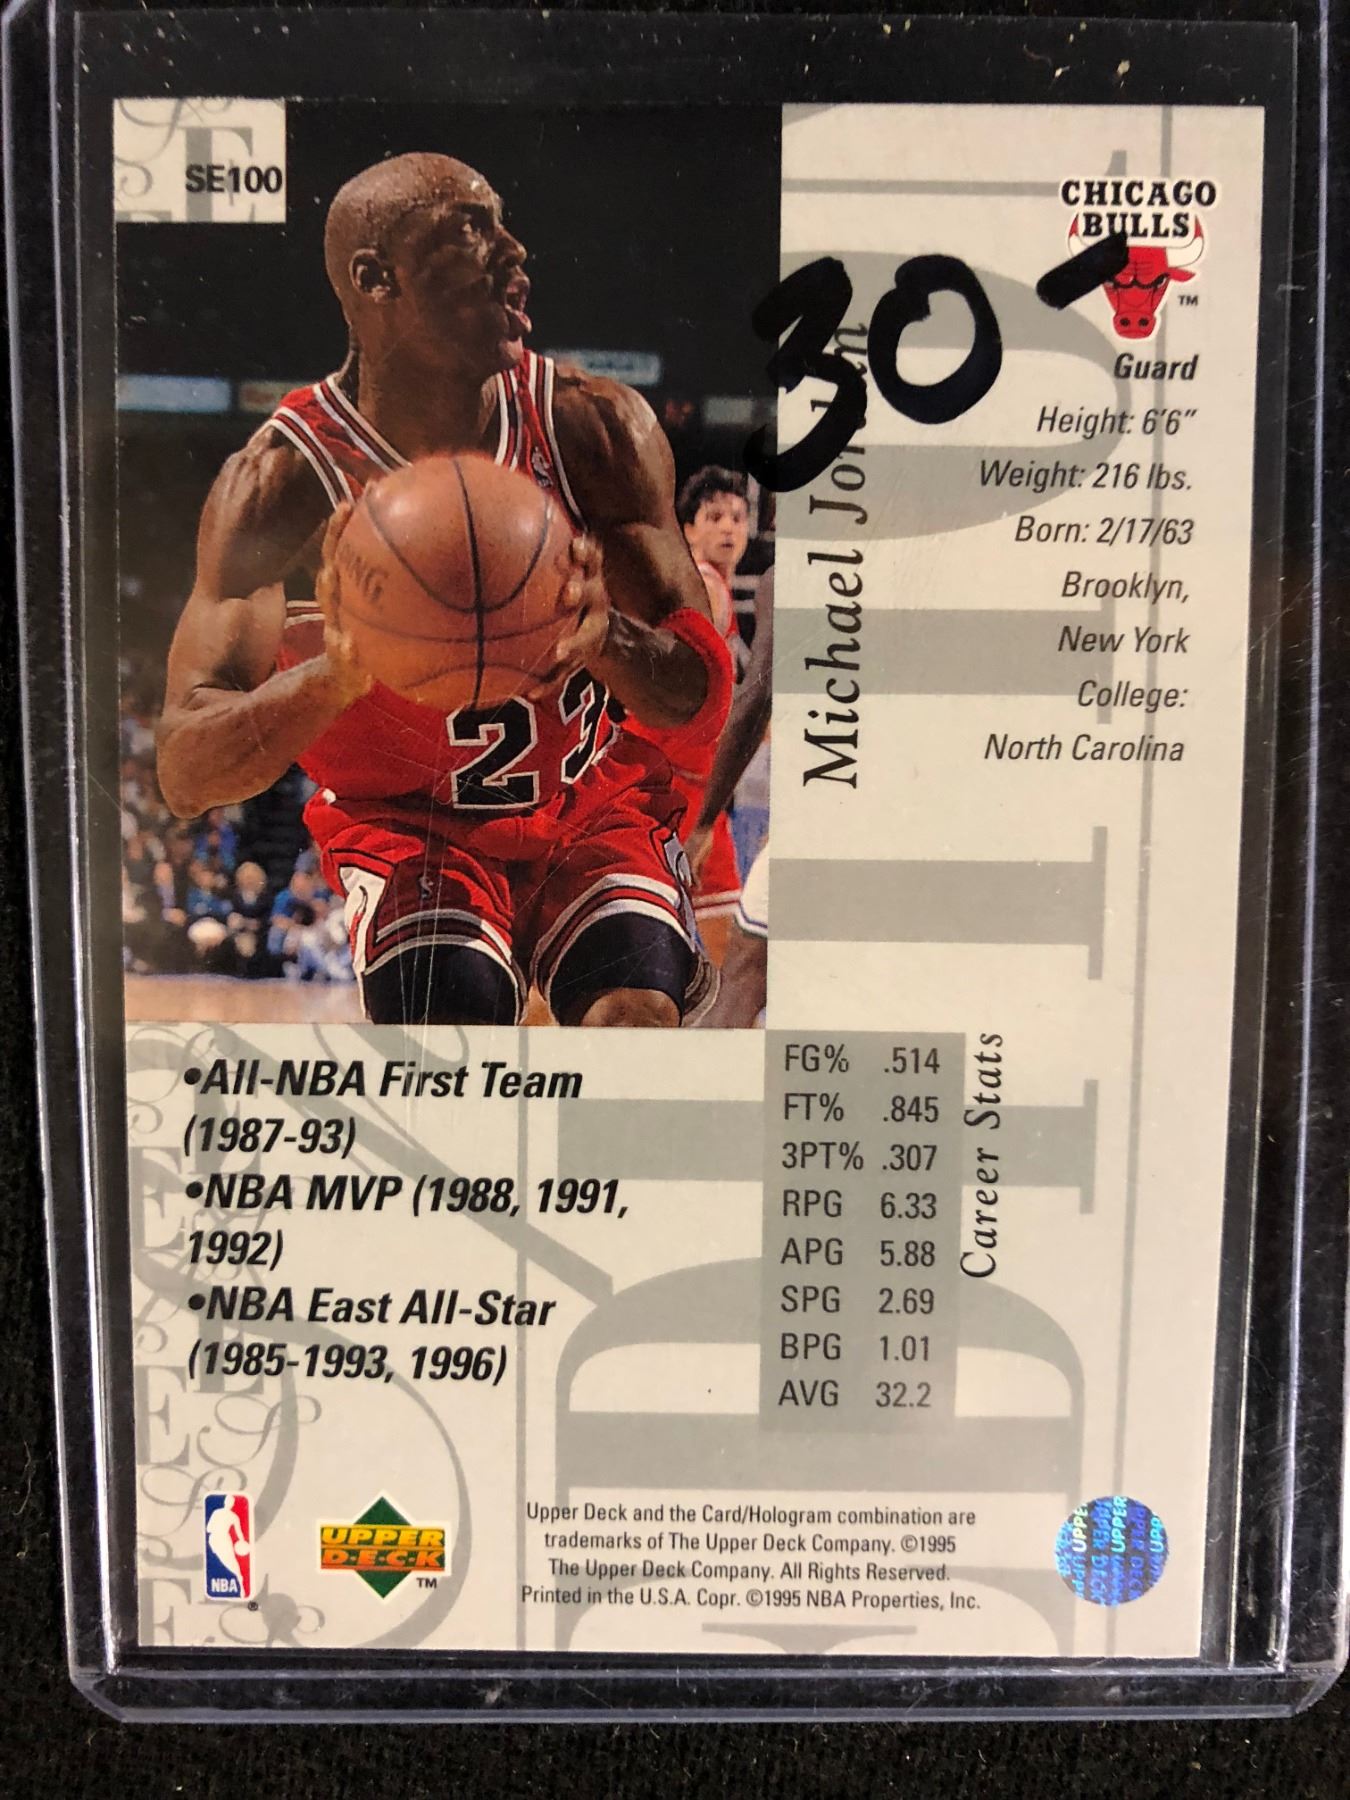 SE100
CHICAGO
BULLS
™
30-
Guard
Height: 6'6"
Weight: 216 lbs.
Born: 2/17/63
Brooklyn,
New York
College:
North Carolina
Michael Jordan
23
•All-NBA First Team
(1987-93)
•NBA MVP (1988, 1991,
1992)
•NBA East All-Star
(1985-1993, 1996)
Career Stats
FG% .514
FT% .845
3PT% .307
RPG 6.33
APG 5.88
SPG 2.69
BPG 1.01
AVG 32.2
NBA
®
UPPER
D·E·C·K
™
Upper Deck and the Card/Hologram combination are
trademarks of The Upper Deck Company. ©1995
The Upper Deck Company. All Rights Reserved.
Printed in the U.S.A. Copr. ©1995 NBA Properties, Inc.